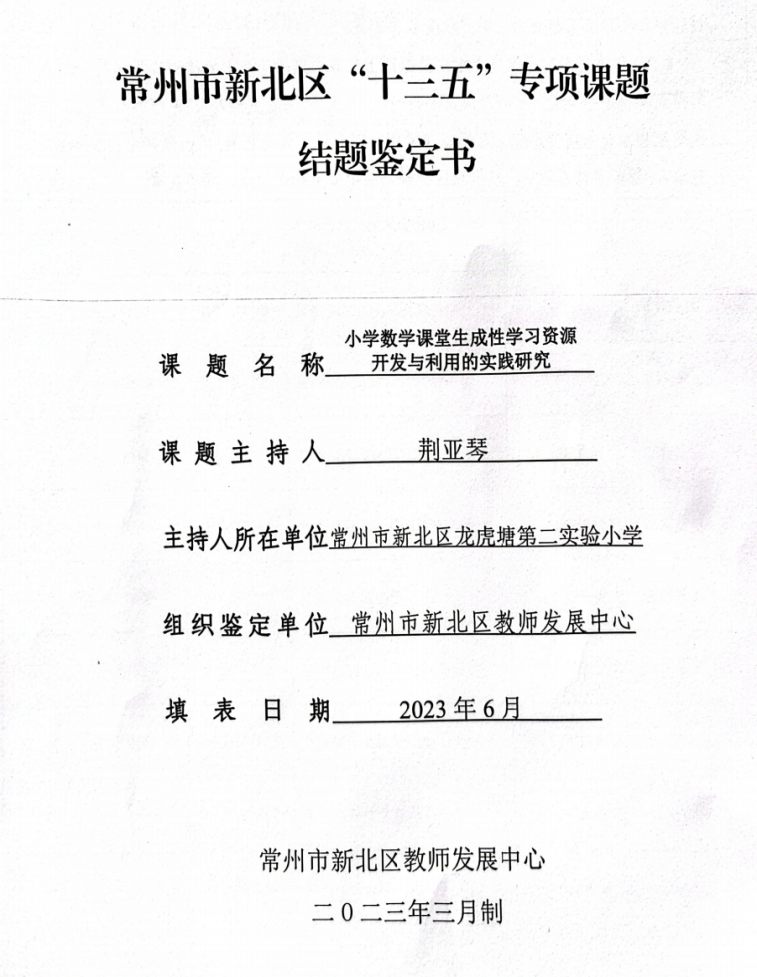 常州市新北区“十三五”专项课题
结题鉴定书
小学数学课堂生成性学习资源
课题名称 开发与利用的实践研究
课题主持人 荆亚琴
主持人所在单位 常州市新北区龙虎塘第二实验小学
组织鉴定单位 常州市新北区教师发展中心
填表日期 2023年6月
常州市新北区教师发展中心
二0二三年三月制